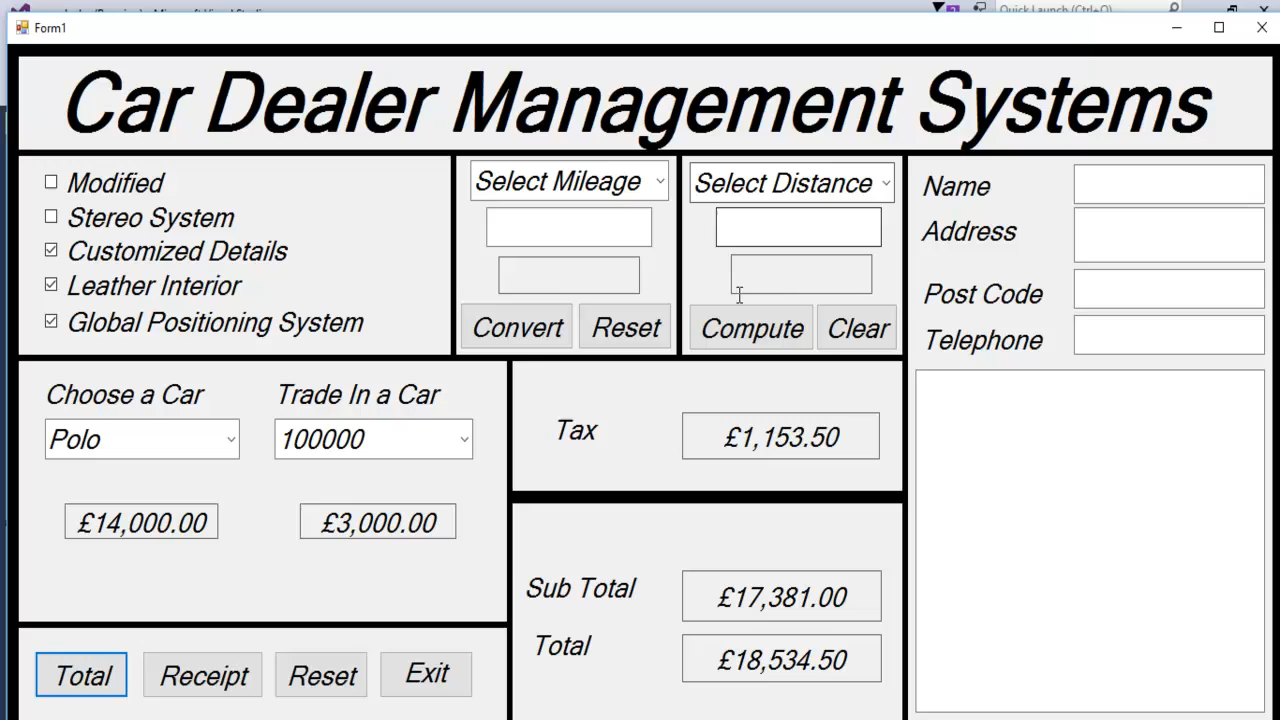 Quick Launch (Ctrl+Q)
Form1
Car Dealer Management Systems
Modified
Stereo System
Customized Details
Leather Interior
Global Positioning System
Select Mileage
Convert
Reset
Select Distance
Compute
Clear
Name
Address
Post Code
Telephone
Choose a Car
Trade In a Car
Polo
100000
£14,000.00
£3,000.00
Tax
£1,153.50
Sub Total
£17,381.00
Total
£18,534.50
Total
Receipt
Reset
Exit